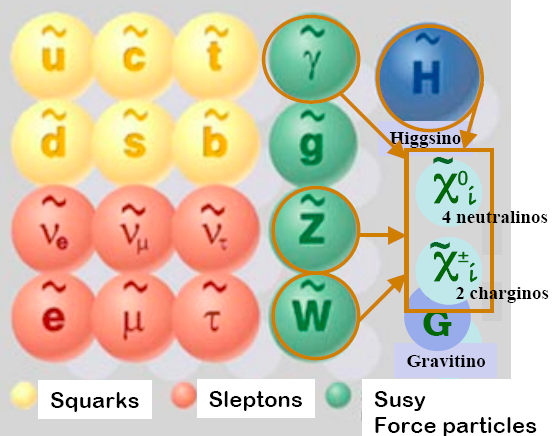 ũ c̃ t̃ γ̃ H̃
Higgsino
d̃ s̃ b̃ g̃
χ̃⁰ᵢ
4 neutralinos
ν̃e ν̃μ ν̃τ Z̃
χ̃±ᵢ
2 charginos
ẽ μ̃ τ̃ W̃ G
Gravitino
Squarks Sleptons Susy
Force particles